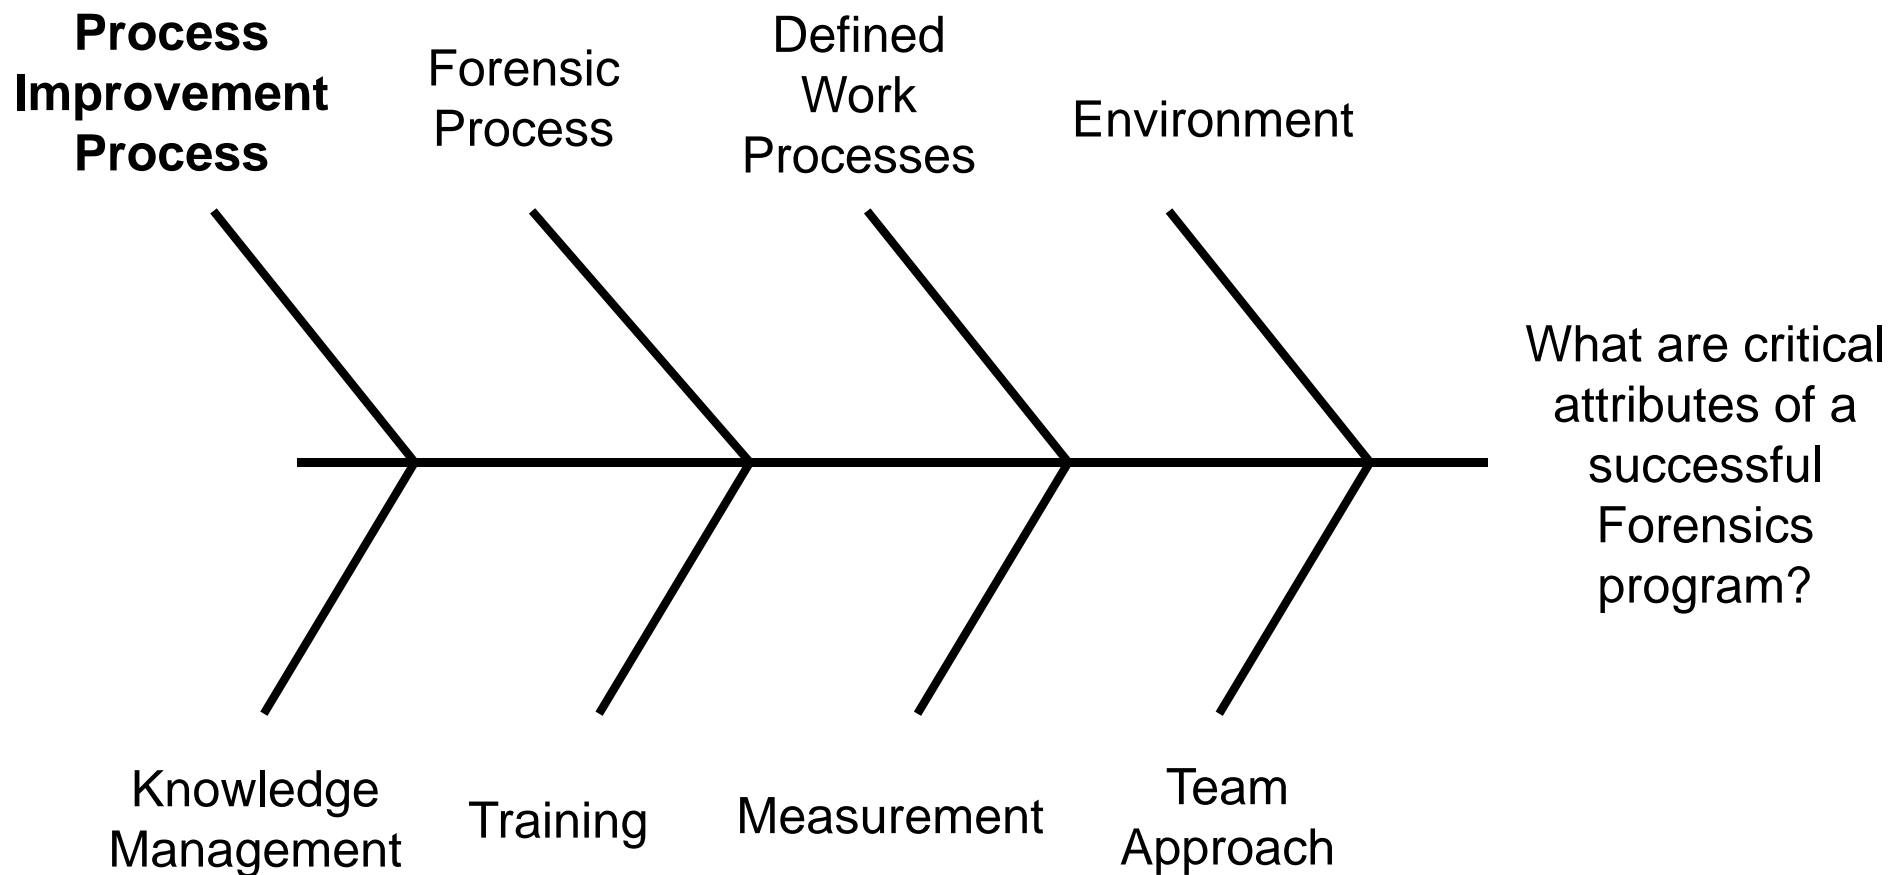 Process
Improvement
Process
Forensic
Process
Defined
Work
Processes
Environment
What are critical
attributes of a
successful
Forensics
program?
Knowledge
Management
Training
Measurement
Team
Approach